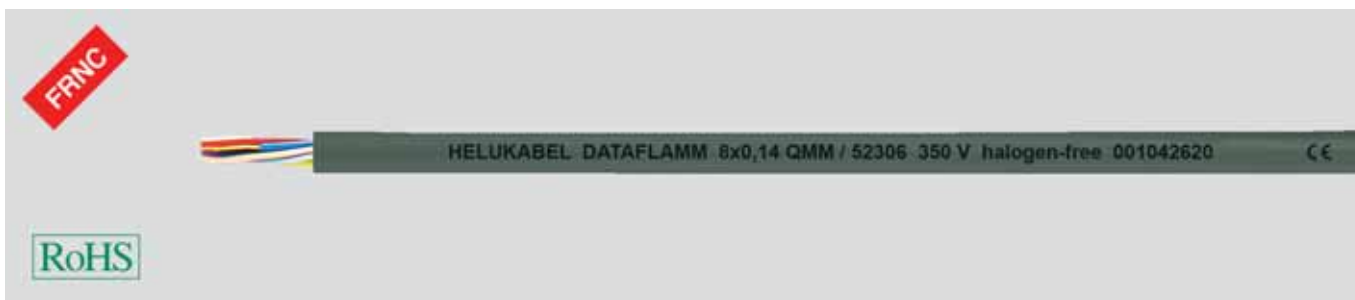 FRNC
HELUKABEL DATAFLAMM 8x0,14 QMM / 52306 350 V halogen-free 001042620 CE
RoHS